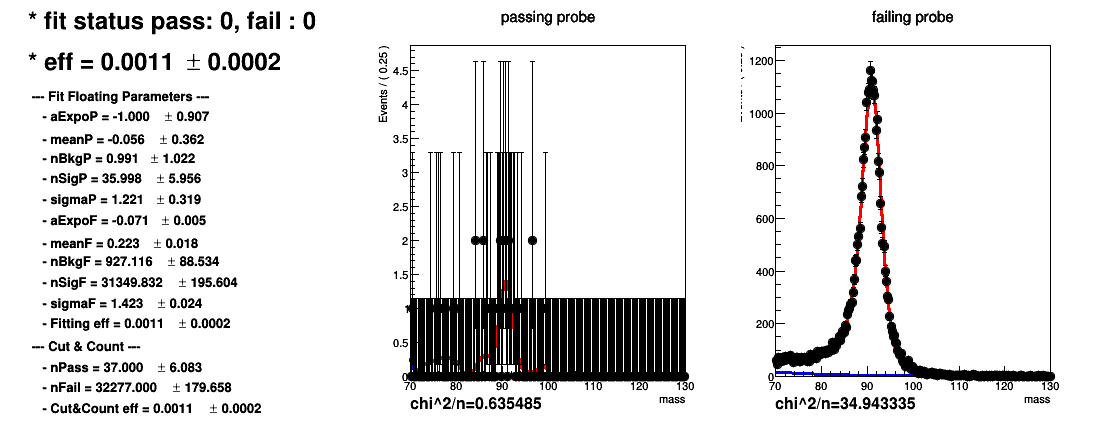 * fit status pass: 0, fail : 0
* eff = 0.0011 ± 0.0002
--- Fit Floating Parameters ---
- aExpoP = -1.000 ± 0.907
- meanP = -0.056 ± 0.362
- nBkgP = 0.991 ± 1.022
- nSigP = 35.998 ± 5.956
- sigmaP = 1.221 ± 0.319
- aExpoF = -0.071 ± 0.005
- meanF = 0.223 ± 0.018
- nBkgF = 927.116 ± 88.534
- nSigF = 31349.832 ± 195.604
- sigmaF = 1.423 ± 0.024
- Fitting eff = 0.0011 ± 0.0002
--- Cut & Count ---
- nPass = 37.000 ± 6.083
- nFail = 32277.000 ± 179.658
- Cut&Count eff = 0.0011 ± 0.0002
passing probe
Events / ( 0.25 )
4.5
4
3.5
3
2.5
2
1.5
1
0.5
0
70 80 90 100 110 120 130
mass
chi^2/n=0.635485
failing probe
1200
1000
800
600
400
200
0
70 80 90 100 110 120 130
mass
chi^2/n=34.943335